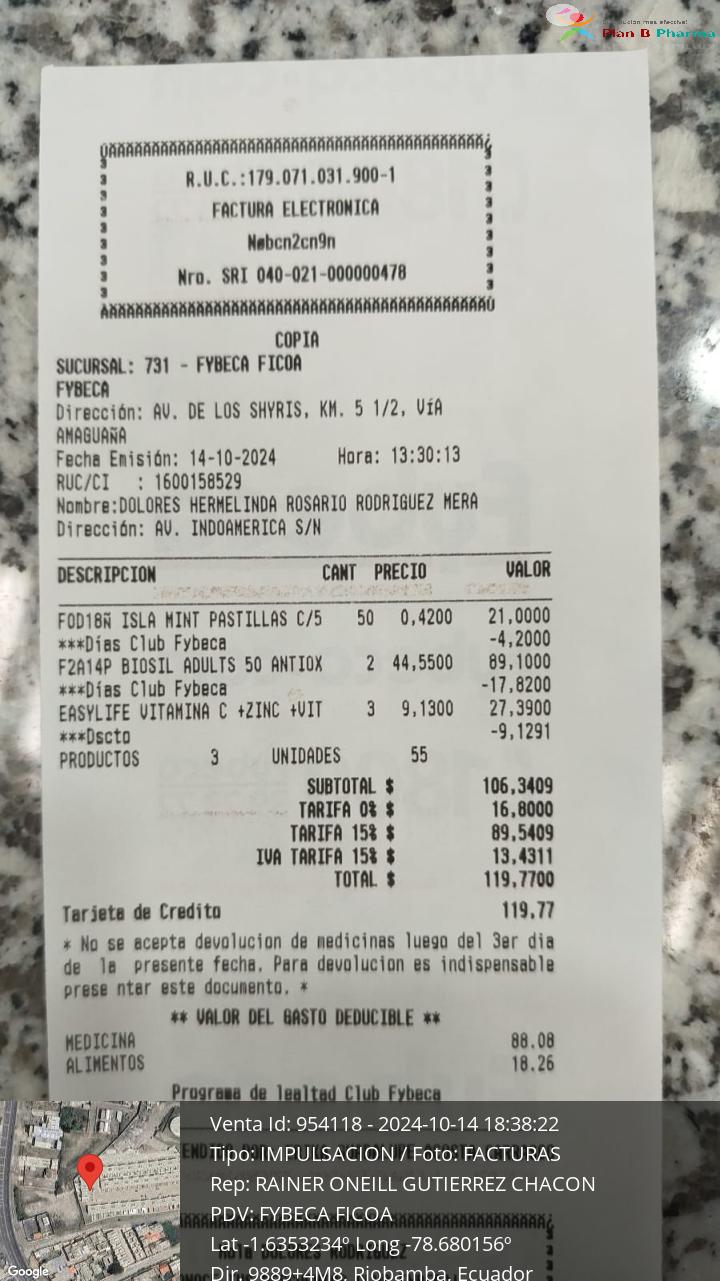 Plan B Pharma
R.U.C.:179.071.031.900-1
FACTURA ELECTRONICA
Nøbcn2cn9n
Nro. SRI 040-021-000000478
COPIA
SUCURSAL: 731 - FYBECA FICOA
FYBECA
Dirección: AV. DE LOS SHYRIS, KM. 5 1/2, VíA
AMAGUAÑA
Fecha Emisión: 14-10-2024 Hora: 13:30:13
RUC/CI : 1600158529
Nombre:DOLORES HERMELINDA ROSARIO RODRIGUEZ MERA
Dirección: AV. INDOAMERICA S/N
DESCRIPCION CANT PRECIO VALOR
FOD18Ñ ISLA MINT PASTILLAS C/5 50 0,4200 21,0000
***Días Club Fybeca -4,2000
F2A14P BIOSIL ADULTS 50 ANTIOX 2 44,5500 89,1000
***Días Club Fybeca -17,8200
EASYLIFE VITAMINA C +ZINC +VIT 3 9,1300 27,3900
***Dscto -9,1291
PRODUCTOS 3 UNIDADES 55
SUBTOTAL $ 106,3409
TARIFA 0% $ 16,8000
TARIFA 15% $ 89,5409
IVA TARIFA 15% $ 13,4311
TOTAL $ 119,7700
Tarjeta de Credito 119,77
* No se acepta devolucion de medicinas luego del 3er dia
de la presente fecha. Para devolucion es indispensable
prese ntar este documento. *
** VALOR DEL GASTO DEDUCIBLE **
MEDICINA 88.08
ALIMENTOS 18.26
Programa de lealtad Club Fybeca
Venta Id: 954118 - 2024-10-14 18:38:22
Tipo: IMPULSACION / Foto: FACTURAS
Rep: RAINER ONEILL GUTIERREZ CHACON
PDV: FYBECA FICOA
Lat -1.6353234º Long -78.680156º
Dir. 9889+4M8, Riobamba, Ecuador
Google